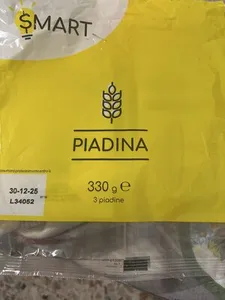 SMART
PIADINA
30-12-25
L34052
330 g ℮
3 piadine